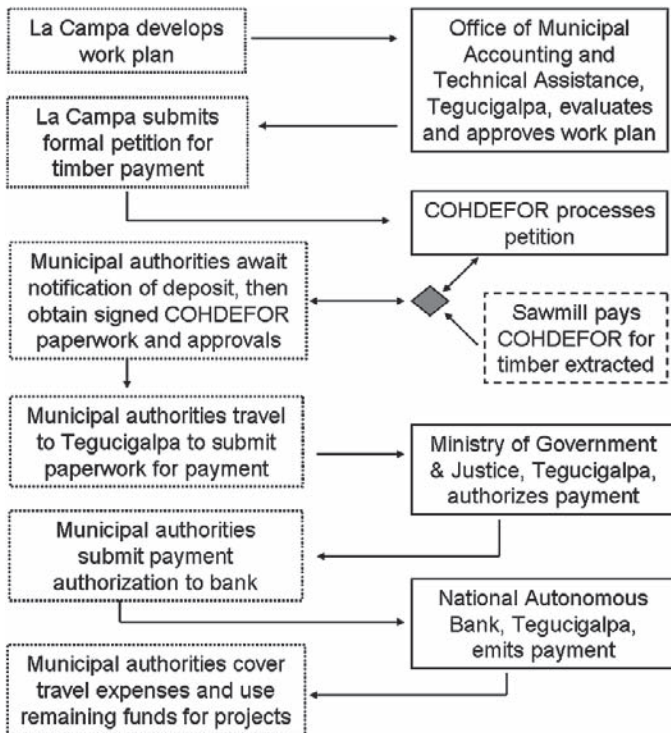 La Campa develops
work plan
Office of Municipal
Accounting and
Technical Assistance,
Tegucigalpa, evaluates
and approves work plan
La Campa submits
formal petition for
timber payment
COHDEFOR processes
petition
Municipal authorities await
notification of deposit, then
obtain signed COHDEFOR
paperwork and approvals
Sawmill pays
COHDEFOR for
timber extracted
Municipal authorities travel
to Tegucigalpa to submit
paperwork for payment
Ministry of Government
& Justice, Tegucigalpa,
authorizes payment
Municipal authorities
submit payment
authorization to bank
National Autonomous
Bank, Tegucigalpa,
emits payment
Municipal authorities cover
travel expenses and use
remaining funds for projects